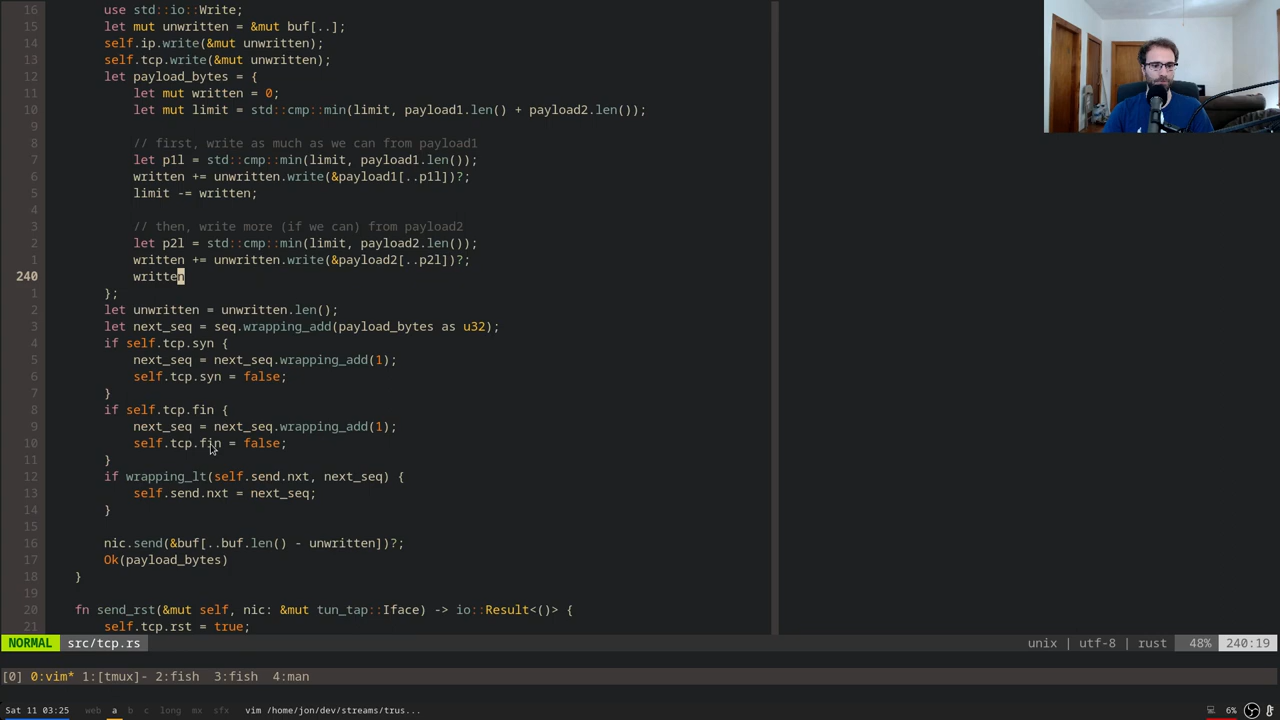 16 use std::io::Write;
15 let mut unwritten = &mut buf[..];
14 self.ip.write(&mut unwritten);
13 self.tcp.write(&mut unwritten);
12 let payload_bytes = {
11 let mut written = 0;
10 let mut limit = std::cmp::min(limit, payload1.len() + payload2.len());
9
8 // first, write as much as we can from payload1
7 let p1l = std::cmp::min(limit, payload1.len());
6 written += unwritten.write(&payload1[..p1l])?;
5 limit -= written;
4
3 // then, write more (if we can) from payload2
2 let p2l = std::cmp::min(limit, payload2.len());
1 written += unwritten.write(&payload2[..p2l])?;
240 written
1 };
2 let unwritten = unwritten.len();
3 let next_seq = seq.wrapping_add(payload_bytes as u32);
4 if self.tcp.syn {
5 next_seq = next_seq.wrapping_add(1);
6 self.tcp.syn = false;
7 }
8 if self.tcp.fin {
9 next_seq = next_seq.wrapping_add(1);
10 self.tcp.fin = false;
11 }
12 if wrapping_lt(self.send.nxt, next_seq) {
13 self.send.nxt = next_seq;
14 }
15
16 nic.send(&buf[..buf.len() - unwritten])?;
17 Ok(payload_bytes)
18 }
19
20 fn send_rst(&mut self, nic: &mut tun_tap::Iface) -> io::Result<()> {
21 self.tcp.rst = true;
NORMAL src/tcp.rs unix | utf-8 | rust 48% 240:19
[0] 0:vim* 1:[tmux]- 2:fish 3:fish 4:man
Sat 11 03:25 web a b c long mx sfx vim /home/jon/dev/streams/trus... 6%